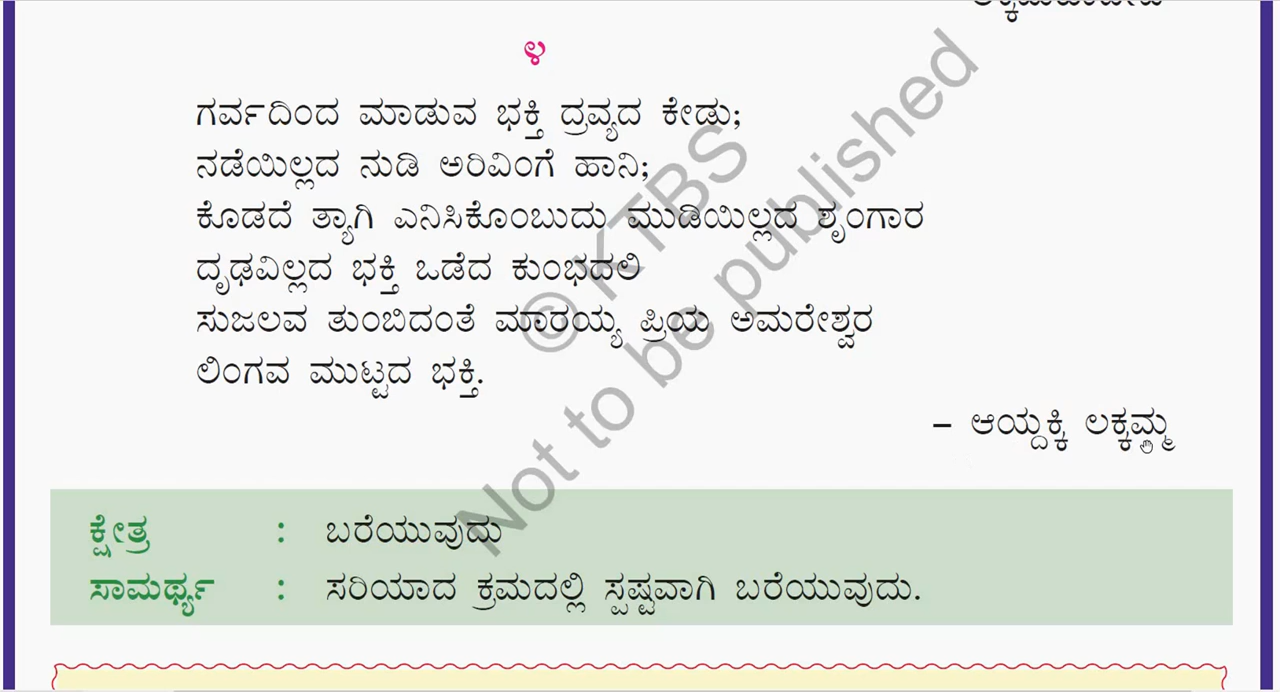 ೪
ಗರ್ವದಿಂದ ಮಾಡುವ ಭಕ್ತಿ ದ್ರವ್ಯದ ಕೇಡು;
ನಡೆಯಿಲ್ಲದ ನುಡಿ ಅರಿವಿಂಗೆ ಹಾನಿ;
ಕೊಡದೆ ತ್ಯಾಗಿ ಎನಿಸಿಕೊಂಬುದು ಮುಡಿಯಿಲ್ಲದ ಶೃಂಗಾರ
ದೃಢವಿಲ್ಲದ ಭಕ್ತಿ ಒಡೆದ ಕುಂಭದಲಿ
ಸುಜಲವ ತುಂಬಿದಂತೆ ಮಾರಯ್ಯ ಪ್ರಿಯ ಅಮರೇಶ್ವರ
ಲಿಂಗವ ಮುಟ್ಟದ ಭಕ್ತಿ.
– ಆಯ್ದಕ್ಕಿ ಲಕ್ಕಮ್ಮ
© KTBS
Not to be published
ಕ್ಷೇತ್ರ : ಬರೆಯುವುದು
ಸಾಮರ್ಥ್ಯ : ಸರಿಯಾದ ಕ್ರಮದಲ್ಲಿ ಸ್ಪಷ್ಟವಾಗಿ ಬರೆಯುವುದು.